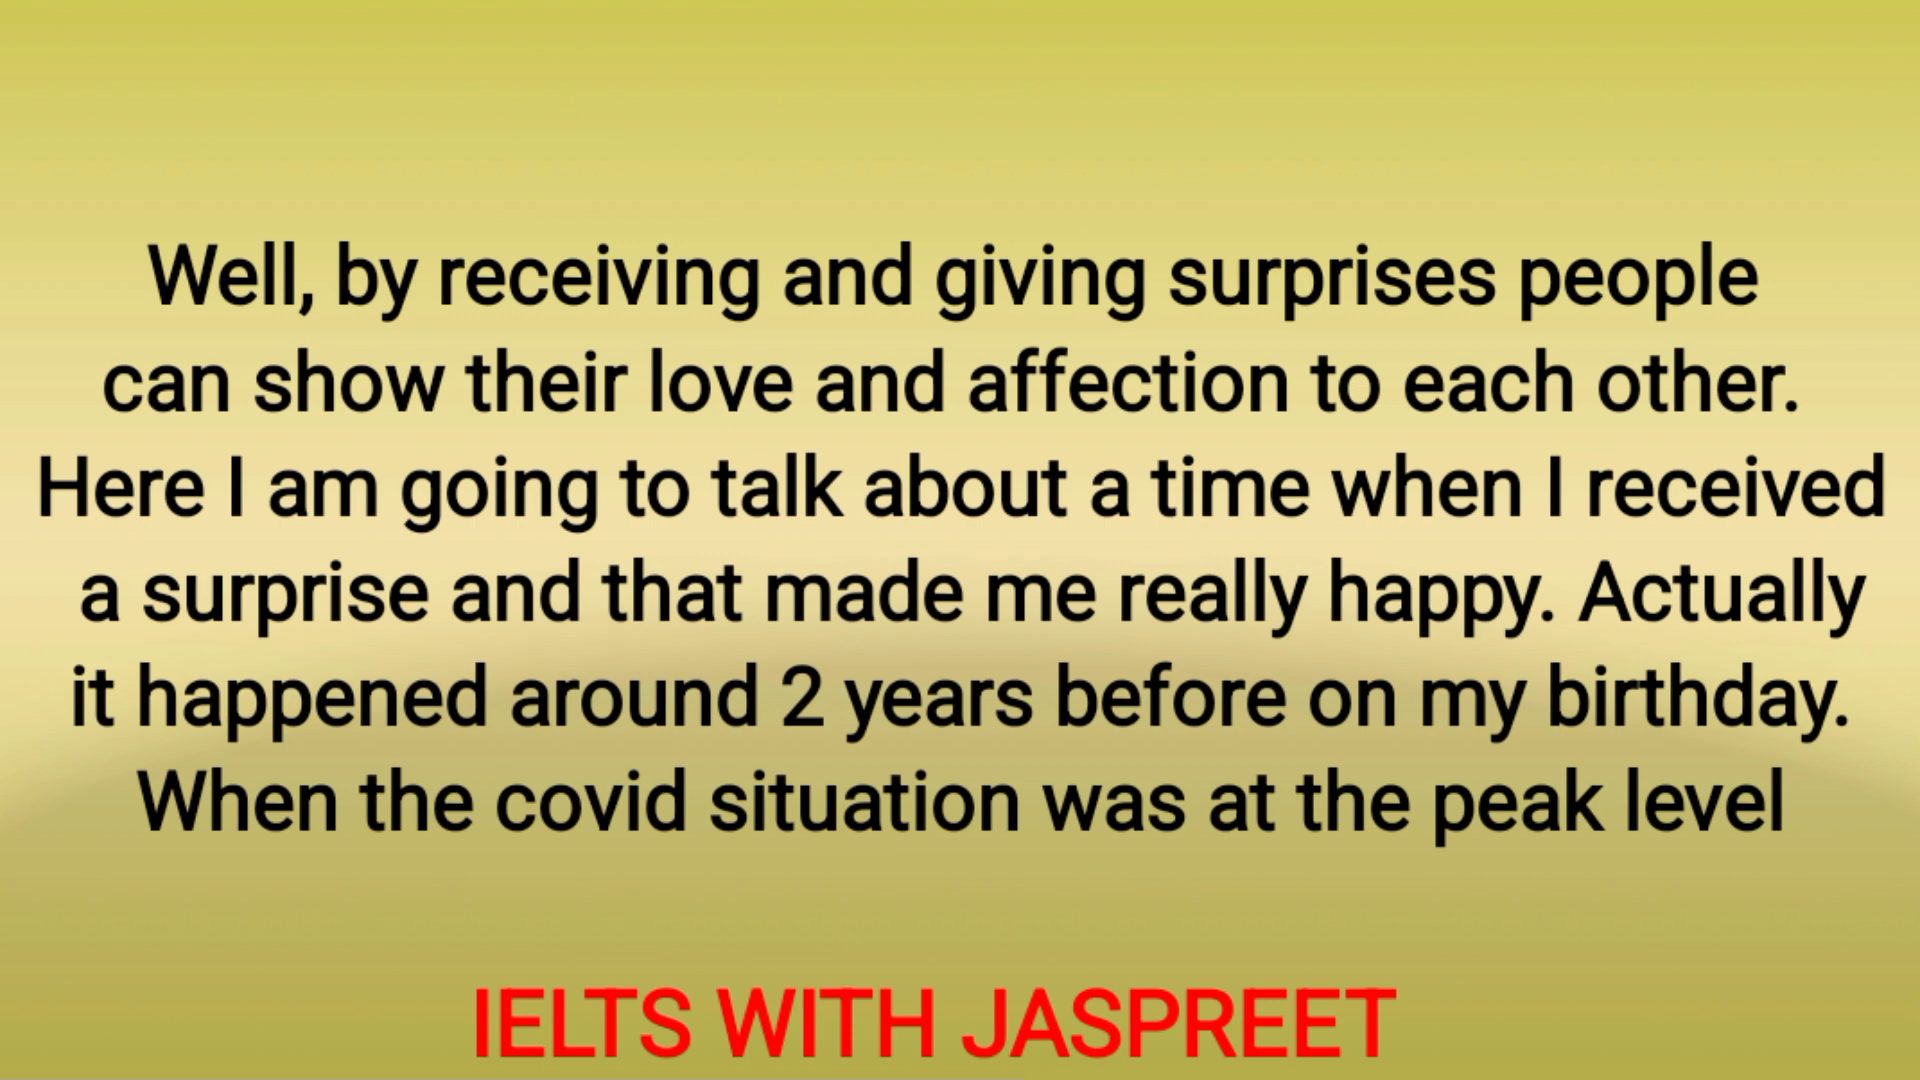 Well, by receiving and giving surprises people
can show their love and affection to each other.
Here I am going to talk about a time when I received
a surprise and that made me really happy. Actually
it happened around 2 years before on my birthday.
When the covid situation was at the peak level
IELTS WITH JASPREET